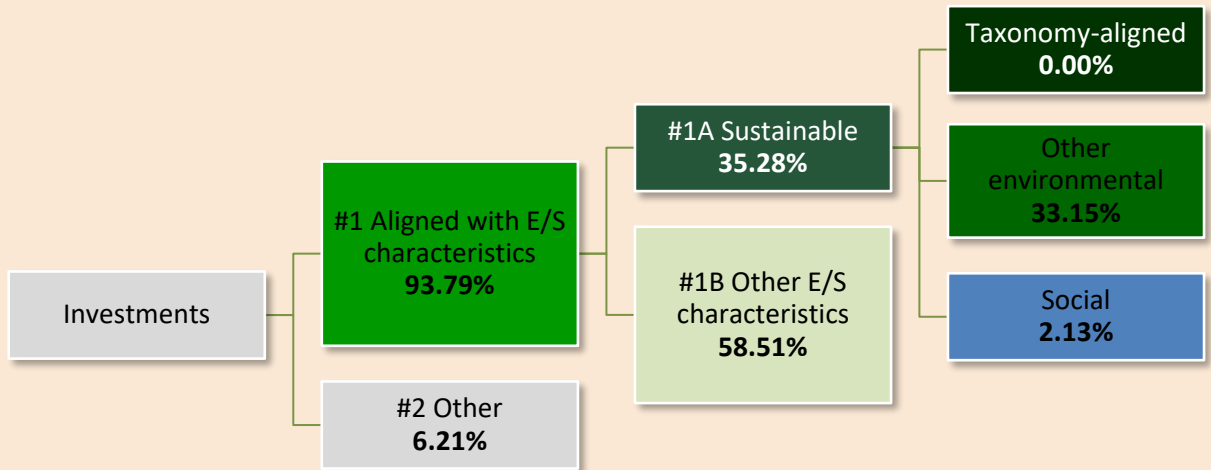 Investments
#1 Aligned with E/S
characteristics
93.79%
#2 Other
6.21%
#1A Sustainable
35.28%
#1B Other E/S
characteristics
58.51%
Taxonomy-aligned
0.00%
Other
environmental
33.15%
Social
2.13%